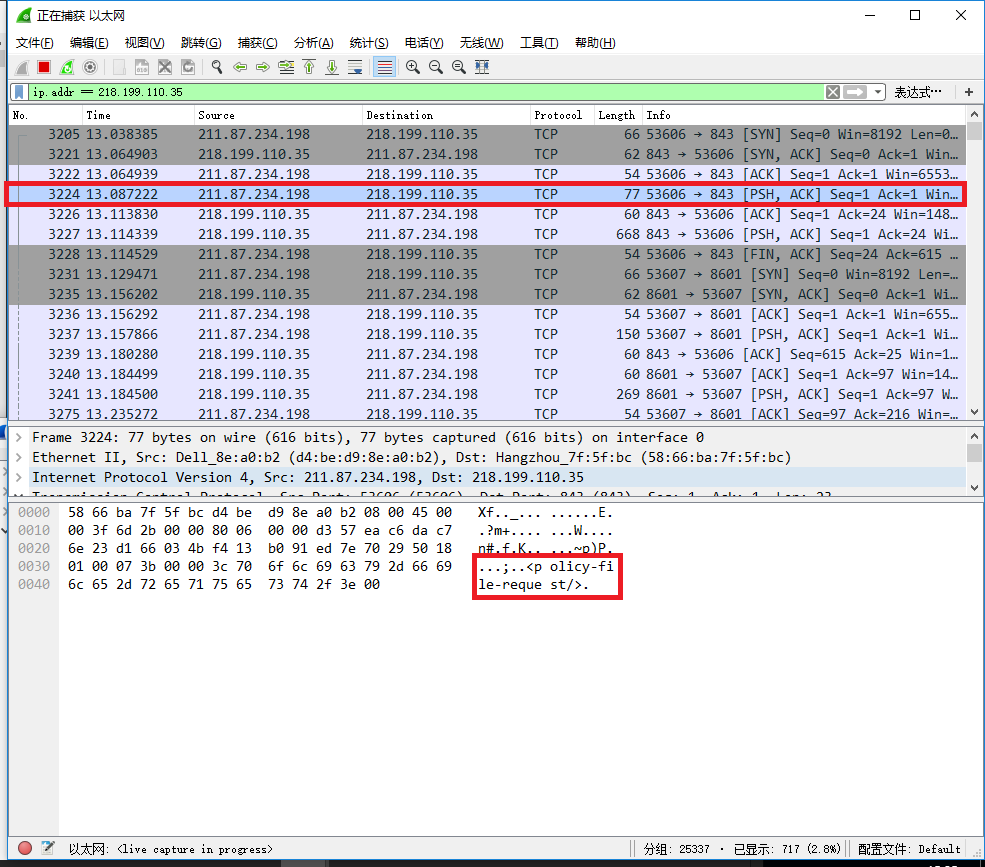 正在捕获 以太网
文件(F) 编辑(E) 视图(V) 跳转(G) 捕获(C) 分析(A) 统计(S) 电话(Y) 无线(W) 工具(T) 帮助(H)
ip.addr == 218.199.110.35 表达式… +
No. Time Source Destination Protocol Length Info
3205 13.038385 211.87.234.198 218.199.110.35 TCP 66 53606 → 843 [SYN] Seq=0 Win=8192 Len=0…
3221 13.064903 218.199.110.35 211.87.234.198 TCP 62 843 → 53606 [SYN, ACK] Seq=0 Ack=1 Win…
3222 13.064939 211.87.234.198 218.199.110.35 TCP 54 53606 → 843 [ACK] Seq=1 Ack=1 Win=6553…
3224 13.087222 211.87.234.198 218.199.110.35 TCP 77 53606 → 843 [PSH, ACK] Seq=1 Ack=1 Win…
3226 13.113830 218.199.110.35 211.87.234.198 TCP 60 843 → 53606 [ACK] Seq=1 Ack=24 Win=148…
3227 13.114339 218.199.110.35 211.87.234.198 TCP 668 843 → 53606 [PSH, ACK] Seq=1 Ack=24 Wi…
3228 13.114529 211.87.234.198 218.199.110.35 TCP 54 53606 → 843 [FIN, ACK] Seq=24 Ack=615 …
3231 13.129471 211.87.234.198 218.199.110.35 TCP 66 53607 → 8601 [SYN] Seq=0 Win=8192 Len=…
3235 13.156202 218.199.110.35 211.87.234.198 TCP 62 8601 → 53607 [SYN, ACK] Seq=0 Ack=1 Wi…
3236 13.156292 211.87.234.198 218.199.110.35 TCP 54 53607 → 8601 [ACK] Seq=1 Ack=1 Win=655…
3237 13.157866 211.87.234.198 218.199.110.35 TCP 150 53607 → 8601 [PSH, ACK] Seq=1 Ack=1 Wi…
3239 13.180280 218.199.110.35 211.87.234.198 TCP 60 843 → 53606 [ACK] Seq=615 Ack=25 Win=1…
3240 13.184499 218.199.110.35 211.87.234.198 TCP 60 8601 → 53607 [ACK] Seq=1 Ack=97 Win=14…
3241 13.184500 218.199.110.35 211.87.234.198 TCP 269 8601 → 53607 [PSH, ACK] Seq=1 Ack=97 W…
3275 13.235272 211.87.234.198 218.199.110.35 TCP 54 53607 → 8601 [ACK] Seq=97 Ack=216 Win=…
Frame 3224: 77 bytes on wire (616 bits), 77 bytes captured (616 bits) on interface 0
Ethernet II, Src: Dell_8e:a0:b2 (d4:be:d9:8e:a0:b2), Dst: Hangzhou_7f:5f:bc (58:66:ba:7f:5f:bc)
Internet Protocol Version 4, Src: 211.87.234.198, Dst: 218.199.110.35
Transmission Control Protocol, Src Port: 53606 (53606), Dst Port: 843 (843), Seq: 1, Ack: 1, Len: 23
0000 58 66 ba 7f 5f bc d4 be d9 8e a0 b2 08 00 45 00 Xf.._... ......E.
0010 00 3f 6d 2b 00 00 80 06 00 00 d3 57 ea c6 da c7 .?m+.... ...W....
0020 6e 23 d1 66 03 4b f4 13 b0 91 ed 7e 70 29 50 18 n#.f.K.. ...~p)P.
0030 01 00 07 3b 00 00 3c 70 6f 6c 69 63 79 2d 66 69 ...;..<p olicy-fi
0040 6c 65 2d 72 65 71 75 65 73 74 2f 3e 00 le-reque st/>.
以太网: <live capture in progress> 分组: 25337 · 已显示: 717 (2.8%) 配置文件: Default